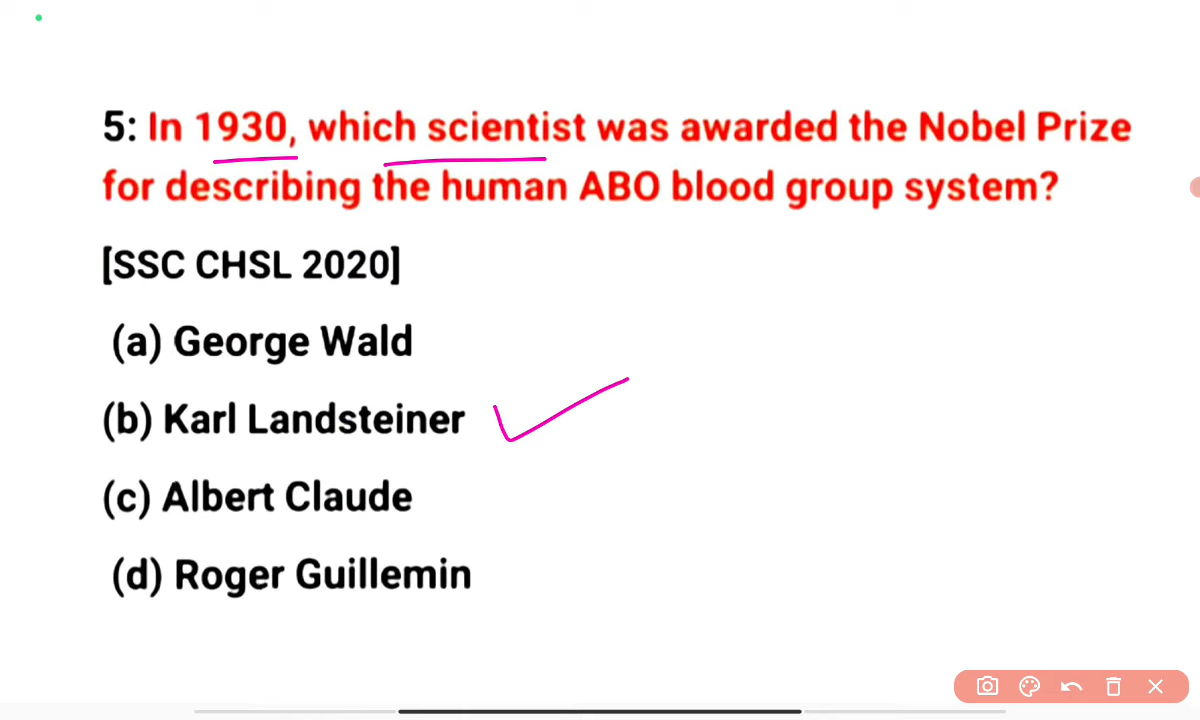 5: In 1930, which scientist was awarded the Nobel Prize
for describing the human ABO blood group system?
[SSC CHSL 2020]
(a) George Wald
(b) Karl Landsteiner
(c) Albert Claude
(d) Roger Guillemin